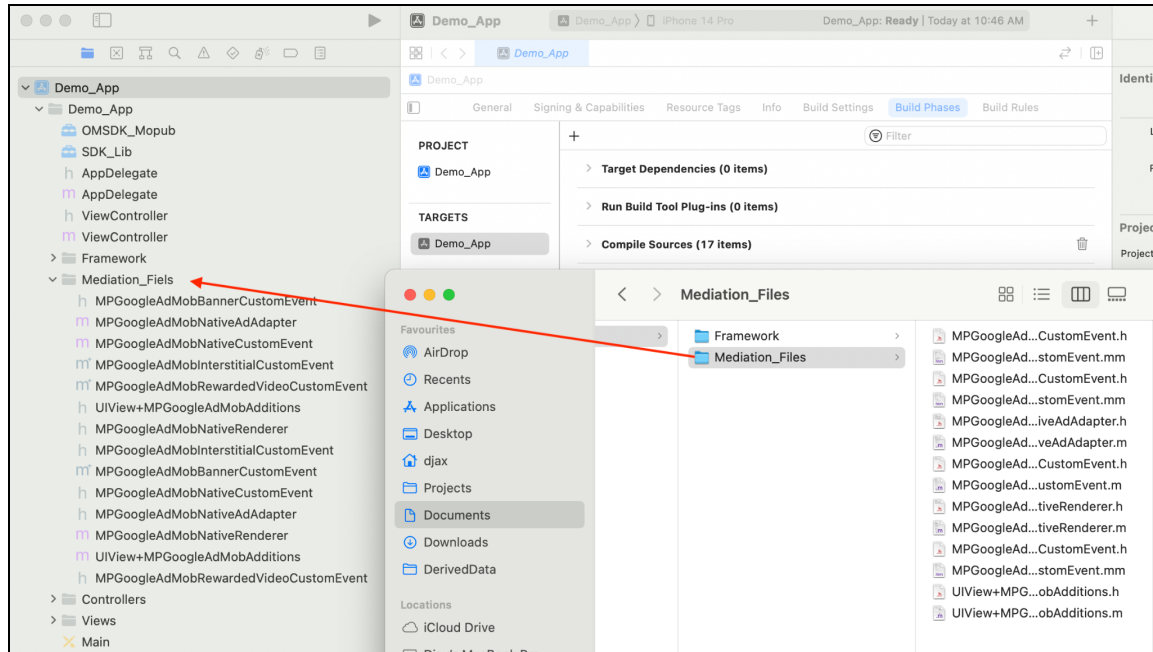 Demo_App
Demo_App
OMSDK_Mopub
SDK_Lib
h AppDelegate
m AppDelegate
h ViewController
m ViewController
Framework
Mediation_Fiels
h MPGoogleAdMobBannerCustomEvent
m MPGoogleAdMobNativeAdAdapter
m MPGoogleAdMobNativeCustomEvent
m MPGoogleAdMobInterstitialCustomEvent
m MPGoogleAdMobRewardedVideoCustomEvent
h UIView+MPGoogleAdMobAdditions
h MPGoogleAdMobNativeRenderer
h MPGoogleAdMobInterstitialCustomEvent
m MPGoogleAdMobBannerCustomEvent
h MPGoogleAdMobNativeCustomEvent
h MPGoogleAdMobNativeAdAdapter
m MPGoogleAdMobNativeRenderer
m UIView+MPGoogleAdMobAdditions
h MPGoogleAdMobRewardedVideoCustomEvent
Controllers
Views
Main
Demo_App
Demo_App
iPhone 14 Pro
Demo_App: Ready | Today at 10:46 AM
Demo_App
Demo_App
General Signing & Capabilities Resource Tags Info Build Settings Build Phases Build Rules
PROJECT
Demo_App
TARGETS
Demo_App
Filter
Target Dependencies (0 items)
Run Build Tool Plug-ins (0 items)
Compile Sources (17 items)
Identi
Projec
Project
Favourites
AirDrop
Recents
Applications
Desktop
djax
Projects
Documents
Downloads
DerivedData
Locations
iCloud Drive
Mediation_Files
Framework
Mediation_Files
MPGoogleAd...CustomEvent.h
MPGoogleAd...stomEvent.mm
MPGoogleAd...CustomEvent.h
MPGoogleAd...stomEvent.mm
MPGoogleAd...iveAdAdapter.h
MPGoogleAd...veAdAdapter.m
MPGoogleAd...CustomEvent.h
MPGoogleAd...ustomEvent.m
MPGoogleAd...tiveRenderer.h
MPGoogleAd...tiveRenderer.m
MPGoogleAd...CustomEvent.h
MPGoogleAd...stomEvent.mm
UIView+MPG...obAdditions.h
UIView+MPG...obAdditions.m